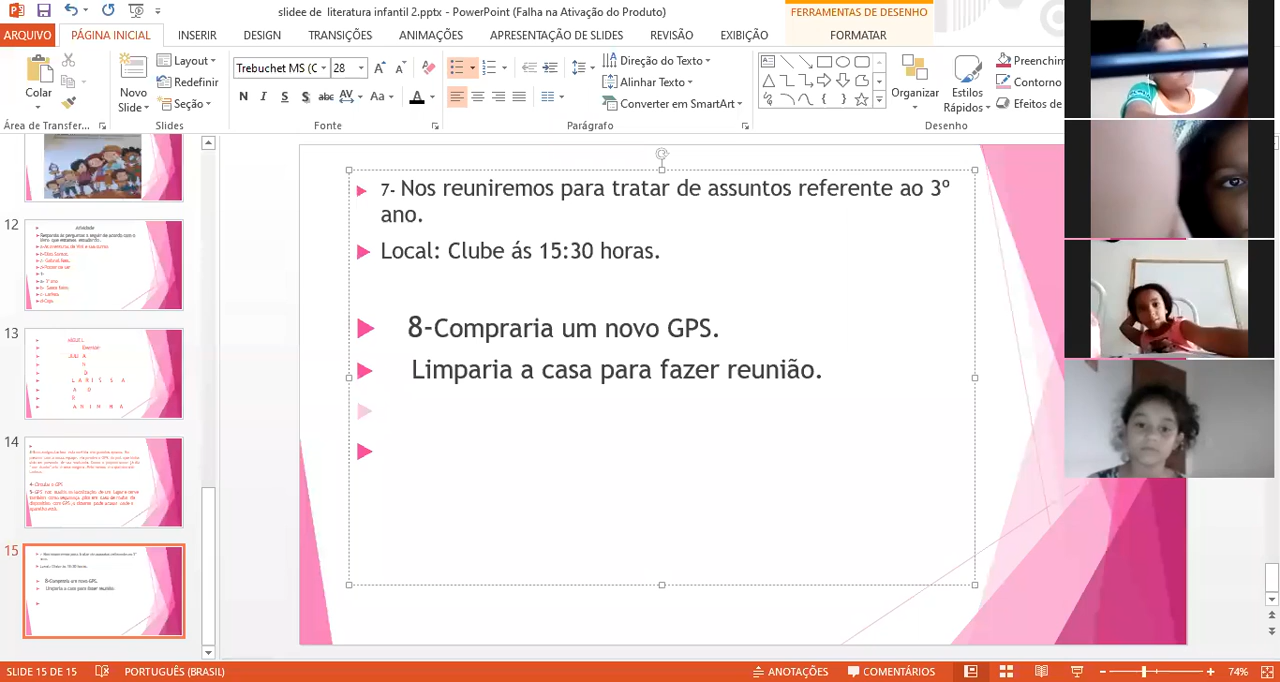 slidee de literatura infantil 2.pptx - PowerPoint (Falha na Ativação do Produto)
FERRAMENTAS DE DESENHO
ARQUIVO PÁGINA INICIAL INSERIR DESIGN TRANSIÇÕES ANIMAÇÕES APRESENTAÇÃO DE SLIDES REVISÃO EXIBIÇÃO FORMATAR
Colar
Novo
Slide
Layout
Redefinir
Seção
Trebuchet MS (C 28
N I S S abc AV Aa A
Direção do Texto
Alinhar Texto
Converter em SmartArt
Organizar
Estilos
Rápidos
Preenchim
Contorno
Efeitos de
Área de Transfer... Slides Fonte Parágrafo Desenho
12
Atividade
13
LARISSA
14
15
7- Nos reuniremos para tratar de assuntos referente ao 3º
ano.
Local: Clube ás 15:30 horas.
8-Compraria um novo GPS.
Limparia a casa para fazer reunião.
SLIDE 15 DE 15 PORTUGUÊS (BRASIL) ANOTAÇÕES COMENTÁRIOS 74%